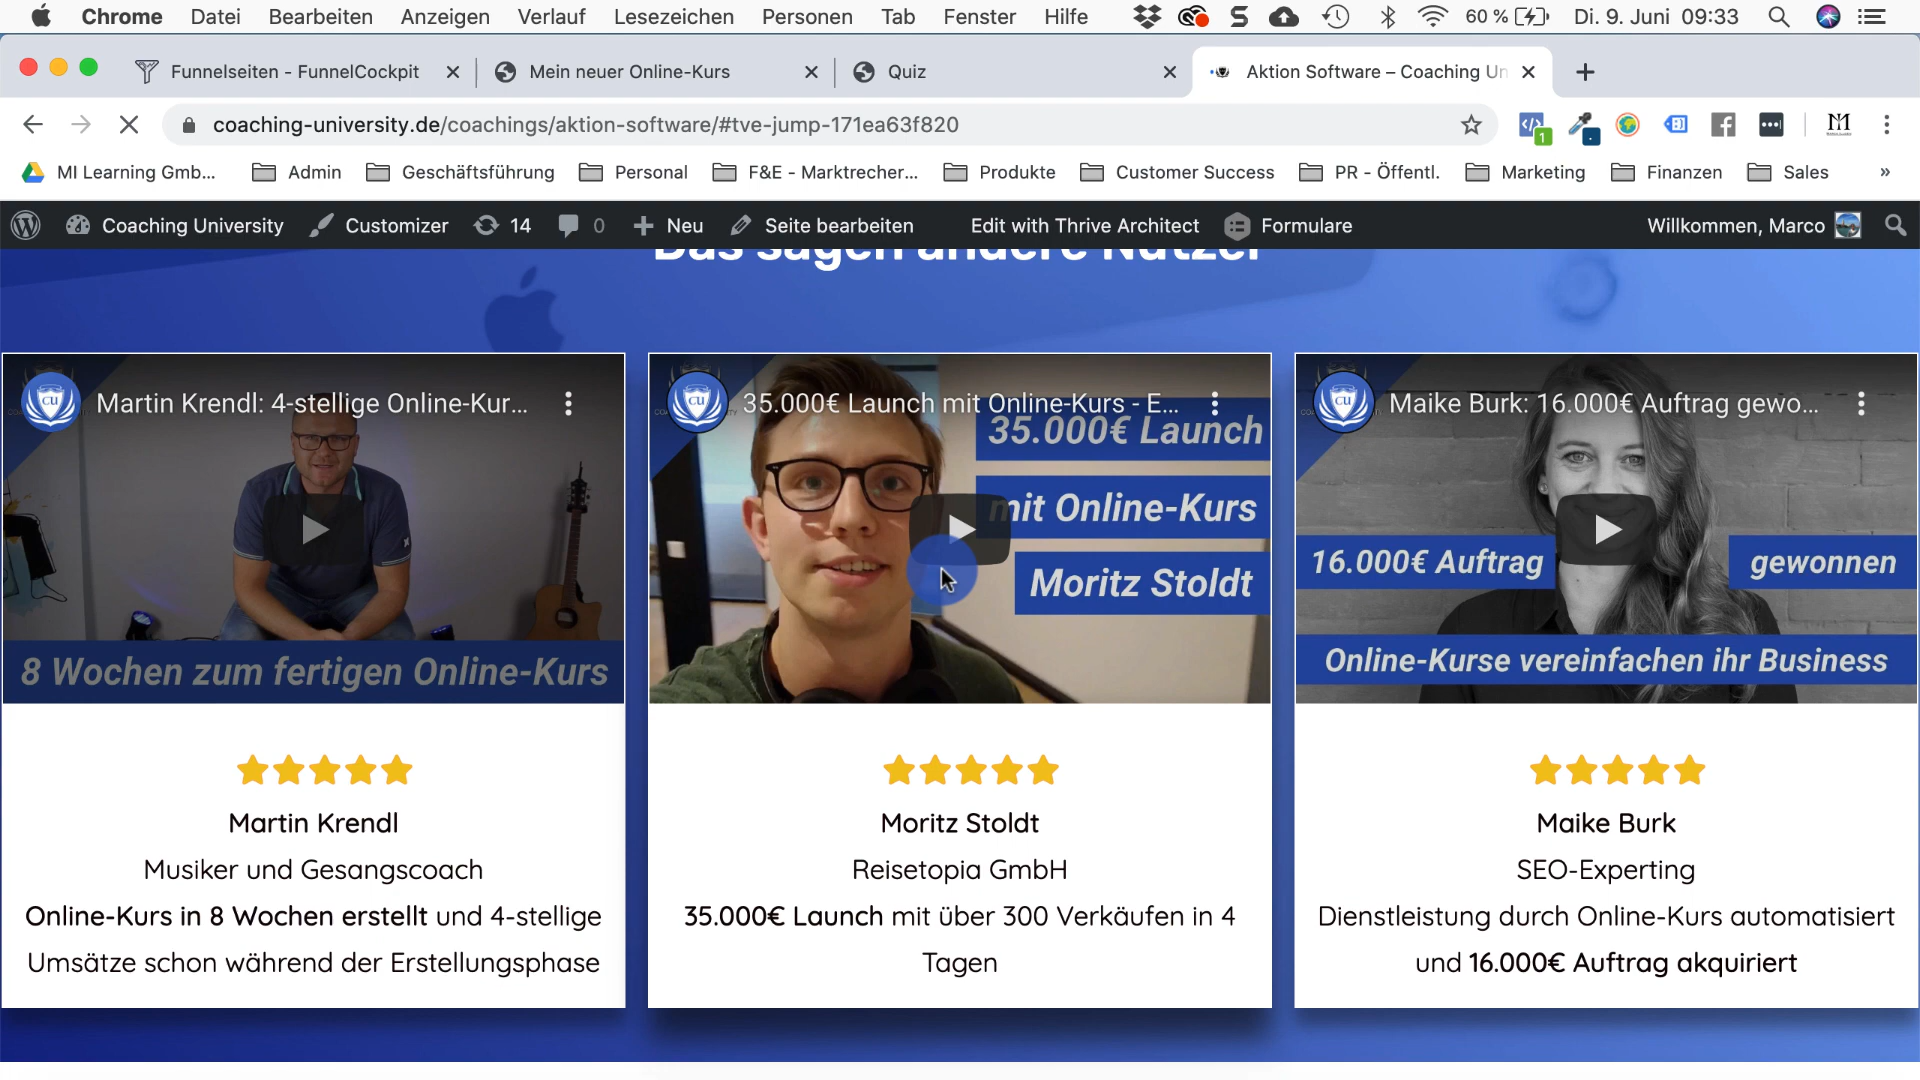 Chrome Datei Bearbeiten Anzeigen Verlauf Lesezeichen Personen Tab Fenster Hilfe 60 % Di. 9. Juni 09:33
Funnelseiten - FunnelCockpit Mein neuer Online-Kurs Quiz Aktion Software – Coaching Un
coaching-university.de/coachings/aktion-software/#tve-jump-171ea63f820
MI Learning Gmb... Admin Geschäftsführung Personal F&E - Marktrecher... Produkte Customer Success PR - Öffentl. Marketing Finanzen Sales »
Coaching University Customizer 14 0 Neu Seite bearbeiten Edit with Thrive Architect Formulare Willkommen, Marco
Das sagen andere Nutzer
CU Martin Krendl: 4-stellige Online-Kur...
8 Wochen zum fertigen Online-Kurs
Martin Krendl
Musiker und Gesangscoach
Online-Kurs in 8 Wochen erstellt und 4-stellige
Umsätze schon während der Erstellungsphase
CU 35.000€ Launch mit Online-Kurs - E...
35.000€ Launch
mit Online-Kurs
Moritz Stoldt
Moritz Stoldt
Reisetopia GmbH
35.000€ Launch mit über 300 Verkäufen in 4
Tagen
CU Maike Burk: 16.000€ Auftrag gewo...
16.000€ Auftrag gewonnen
Online-Kurse vereinfachen ihr Business
Maike Burk
SEO-Experting
Dienstleistung durch Online-Kurs automatisiert
und 16.000€ Auftrag akquiriert